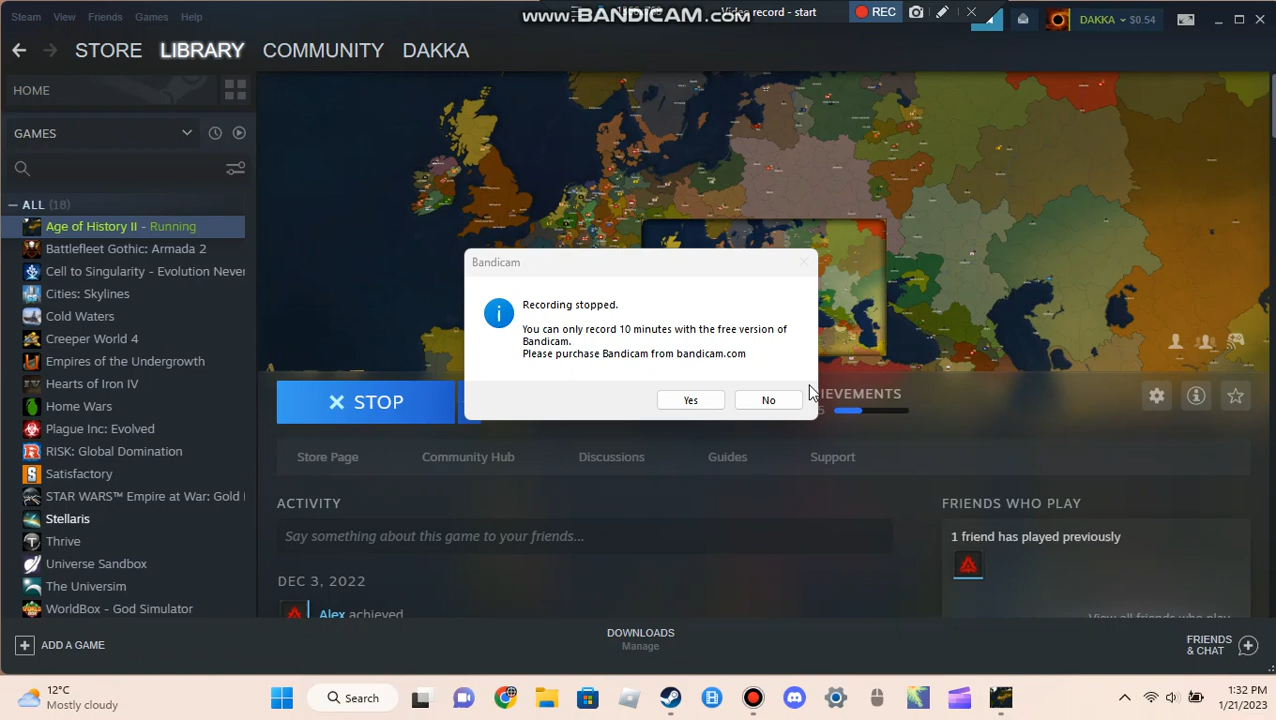 Steam View Friends Games Help
www.BANDICAM.com
Video record - start
REC
DAKKA $0.54
STORE LIBRARY COMMUNITY DAKKA
HOME
GAMES
ALL (18)
Age of History II - Running
Battlefleet Gothic: Armada 2
Cell to Singularity - Evolution Never
Cities: Skylines
Cold Waters
Creeper World 4
Empires of the Undergrowth
Hearts of Iron IV
Home Wars
Plague Inc: Evolved
RISK: Global Domination
Satisfactory
STAR WARS™ Empire at War: Gold
Stellaris
Thrive
Universe Sandbox
The Universim
WorldBox - God Simulator
Bandicam
Recording stopped.
You can only record 10 minutes with the free version of
Bandicam.
Please purchase Bandicam from bandicam.com
Yes No
STOP
IEVEMENTS
Store Page Community Hub Discussions Guides Support
ACTIVITY
Say something about this game to your friends...
DEC 3, 2022
Alex achieved
FRIENDS WHO PLAY
1 friend has played previously
View all friends who play
ADD A GAME
DOWNLOADS
Manage
FRIENDS
& CHAT
12°C
Mostly cloudy
Search
1:32 PM
1/21/2023